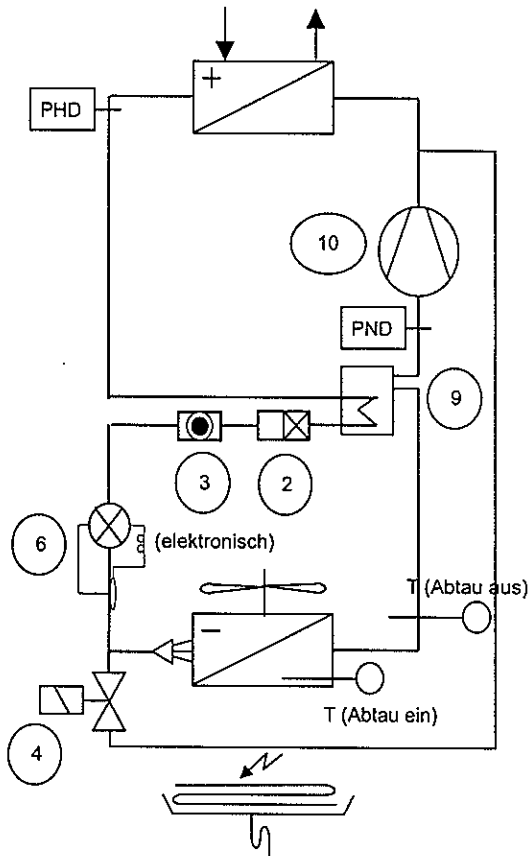 +
PHD
10
PND
9
3
2
6
(elektronisch)
T (Abtau aus)
−
T (Abtau ein)
4